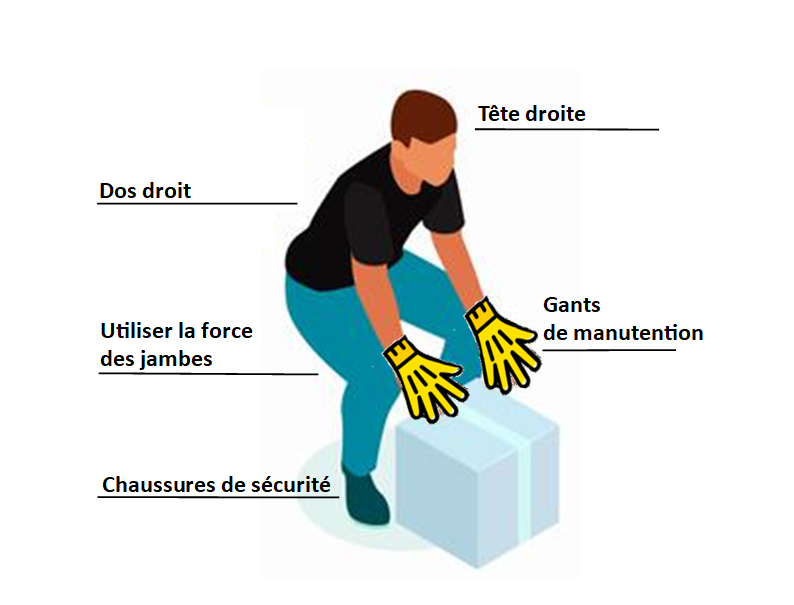 Tête droite
Dos droit
Gants
de manutention
Utiliser la force
des jambes
Chaussures de sécurité